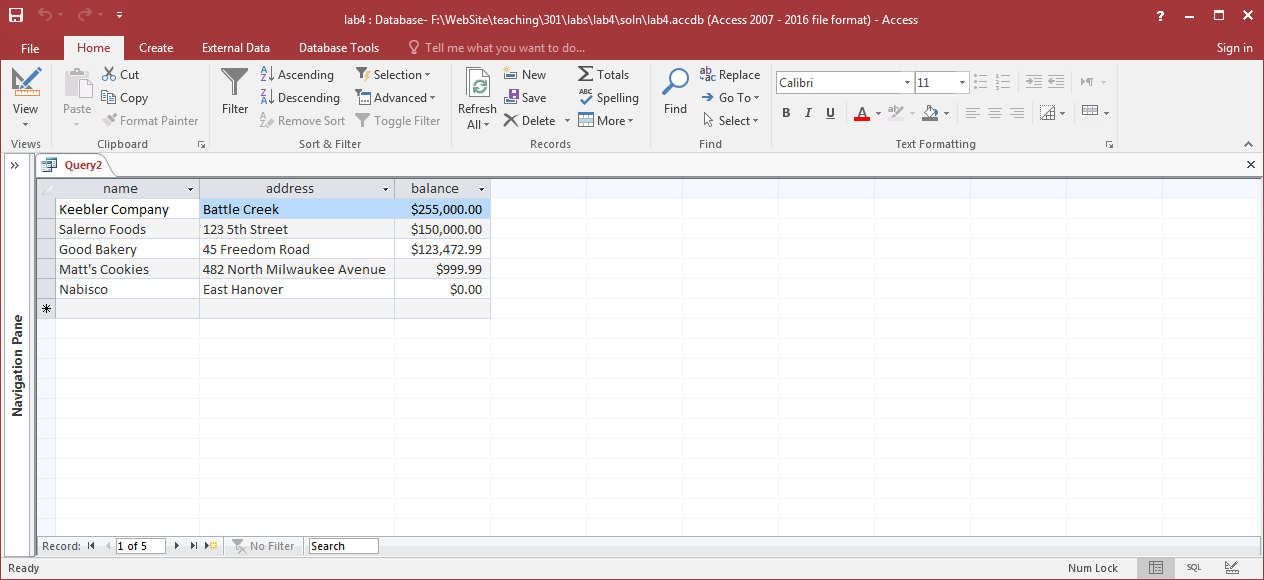 lab4 : Database- F:\WebSite\teaching\301\labs\lab4\soln\lab4.accdb (Access 2007 - 2016 file format) - Access
?
File Home Create External Data Database Tools Tell me what you want to do... Sign in
View
Views
Paste
Cut
Copy
Format Painter
Clipboard
Filter
Ascending
Descending
Remove Sort
Selection
Advanced
Toggle Filter
Sort & Filter
Refresh
All
New
Save
Delete
Totals
Spelling
More
Records
Find
Replace
Go To
Select
Find
Calibri 11
B I U A
Text Formatting
Query2
Navigation Pane
name address balance
Keebler Company Battle Creek $255,000.00
Salerno Foods 123 5th Street $150,000.00
Good Bakery 45 Freedom Road $123,472.99
Matt's Cookies 482 North Milwaukee Avenue $999.99
Nabisco East Hanover $0.00
Record: 1 of 5 No Filter Search
Ready Num Lock SQL